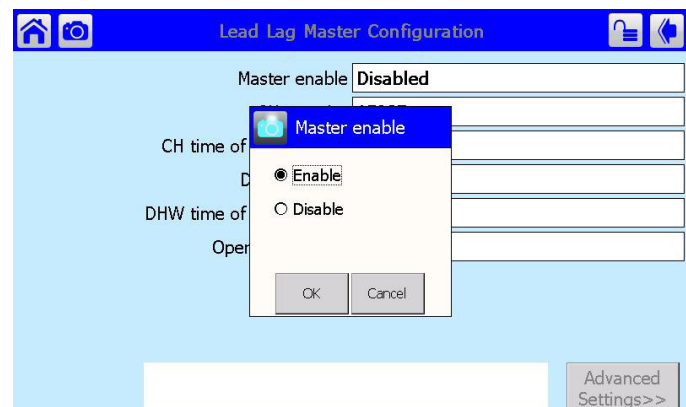 Lead Lag Master Configuration
Master enable Disabled
Master enable
CH time of
Enable
D
Disable
DHW time of
Oper
OK Cancel
Advanced
Settings>>